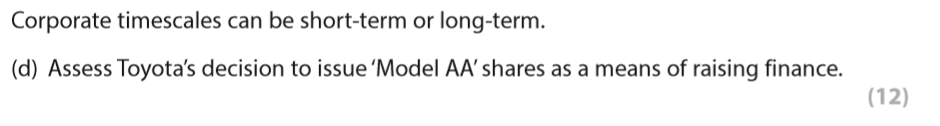 Corporate timescales can be short-term or long-term.
(d) Assess Toyota’s decision to issue ‘Model AA’ shares as a means of raising finance.
(12)